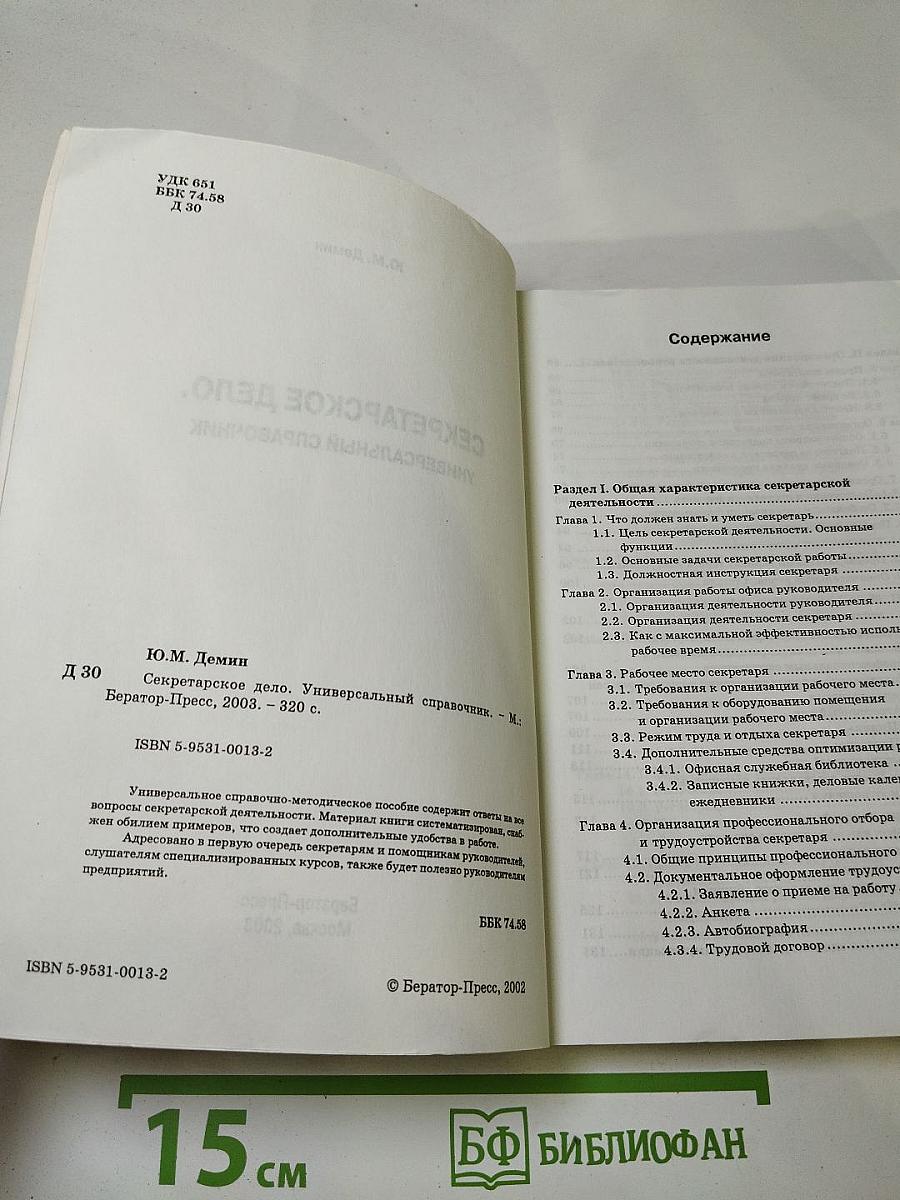 УДК 651
ББК 74.58
Д 30
Ю.М. Демин
Д 30
Секретарское дело. Универсальный справочник. – М.:
Бератор-Пресс, 2003. – 320 с.
ISBN 5-9531-0013-2
Универсальное справочно-методическое пособие содержит ответы на все
вопросы секретарской деятельности. Материал книги систематизирован, снаб-
жен обилием примеров, что создает дополнительные удобства в работе.
Адресовано в первую очередь секретарям и помощникам руководителей,
слушателям специализированных курсов, также будет полезно руководителям
предприятий.
ББК 74.58
ISBN 5-9531-0013-2
© Бератор-Пресс, 2002
Содержание
Раздел I. Общая характеристика секретарской
деятельности
Глава 1. Что должен знать и уметь секретарь
1.1. Цель секретарской деятельности. Основные
функции
1.2. Основные задачи секретарской работы
1.3. Должностная инструкция секретаря
Глава 2. Организация работы офиса руководителя
2.1. Организация деятельности руководителя
2.2. Организация деятельности секретаря
2.3. Как с максимальной эффективностью исполь
рабочее время
Глава 3. Рабочее место секретаря
3.1. Требования к организации рабочего места
3.2. Требования к оборудованию помещения
и организации рабочего места
3.3. Режим труда и отдыха секретаря
3.4. Дополнительные средства оптимизации р
3.4.1. Офисная служебная библиотека
3.4.2. Записные книжки, деловые кале
ежедневники
Глава 4. Организация профессионального отбора
и трудоустройства секретаря
4.1. Общие принципы профессионального
4.2. Документальное оформление трудоус
4.2.1. Заявление о приеме на работу
4.2.2. Анкета
4.2.3. Автобиография
4.3.4. Трудовой договор
15 см
БФ БИБЛИОФАН